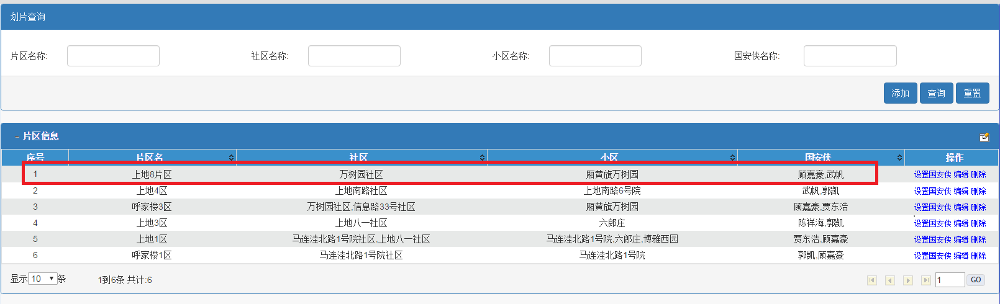 划片查询
片区名称: 社区名称: 小区名称: 国安侠名称:
添加 查询 重置
片区信息
序号 片区名 社区 小区 国安侠 操作
1 上地8片区 万树园社区 厢黄旗万树园 顾嘉豪,武帆 设置国安侠 编辑 删除
2 上地4区 上地南路社区 上地南路6号院 武帆,郭凯 设置国安侠 编辑 删除
3 呼家楼3区 万树园社区,信息路33号社区 厢黄旗万树园 顾嘉豪,贾东浩 设置国安侠 编辑 删除
4 上地3区 上地八一社区 六郎庄 陈祥海,郭凯 设置国安侠 编辑 删除
5 上地1区 马连洼北路1号院社区,上地八一社区 马连洼北路1号院,六郎庄,博雅西园 贾东浩,顾嘉豪 设置国安侠 编辑 删除
6 呼家楼1区 马连洼北路1号院社区 马连洼北路1号院 郭凯,顾嘉豪 设置国安侠 编辑 删除
显示 10 条 1到6条 共计:6 1 GO